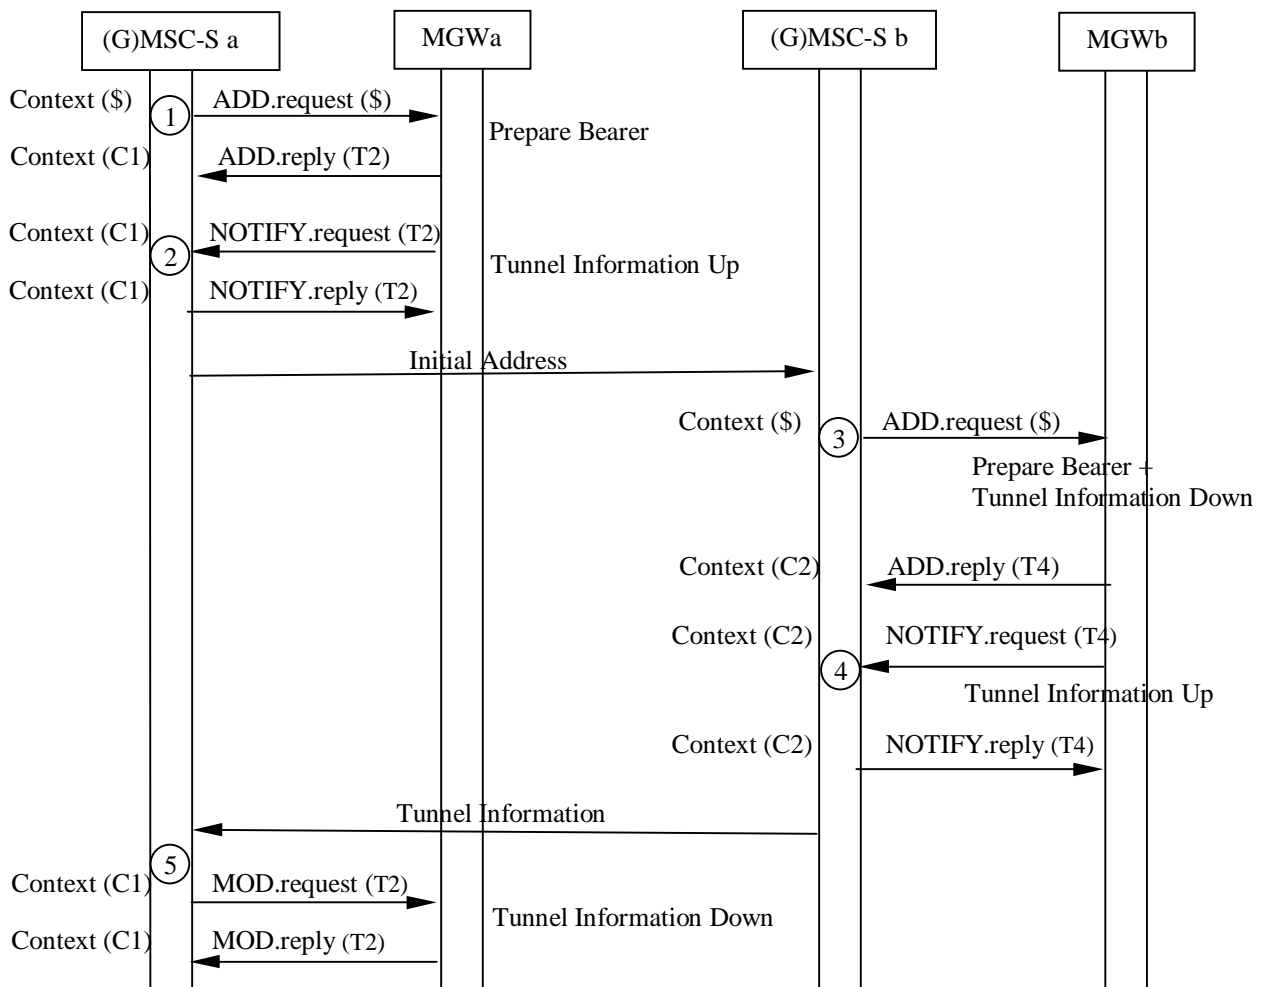 (G)MSC-S a
MGWa
(G)MSC-S b
MGWb
Context ($)
1
ADD.request ($)
Prepare Bearer
Context (C1)
ADD.reply (T2)
Context (C1)
2
NOTIFY.request (T2)
Tunnel Information Up
Context (C1)
NOTIFY.reply (T2)
Initial Address
Context ($)
3
ADD.request ($)
Prepare Bearer +
Tunnel Information Down
Context (C2)
ADD.reply (T4)
Context (C2)
NOTIFY.request (T4)
4
Tunnel Information Up
Context (C2)
NOTIFY.reply (T4)
Tunnel Information
5
Context (C1)
MOD.request (T2)
Tunnel Information Down
Context (C1)
MOD.reply (T2)